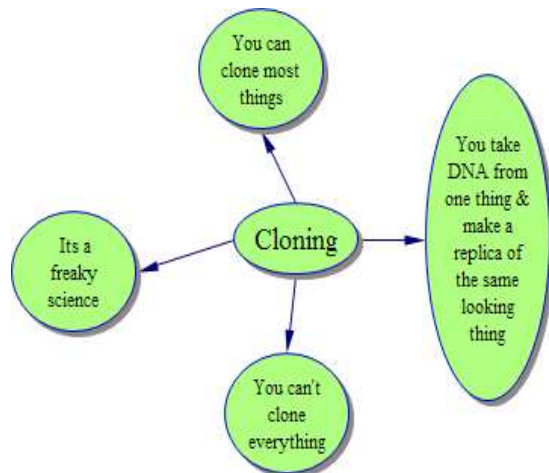 You can
clone most
things
You take
DNA from
one thing &
make a
replica of
the same
looking
thing
Cloning
Its a
freaky
science
You can't
clone
everything